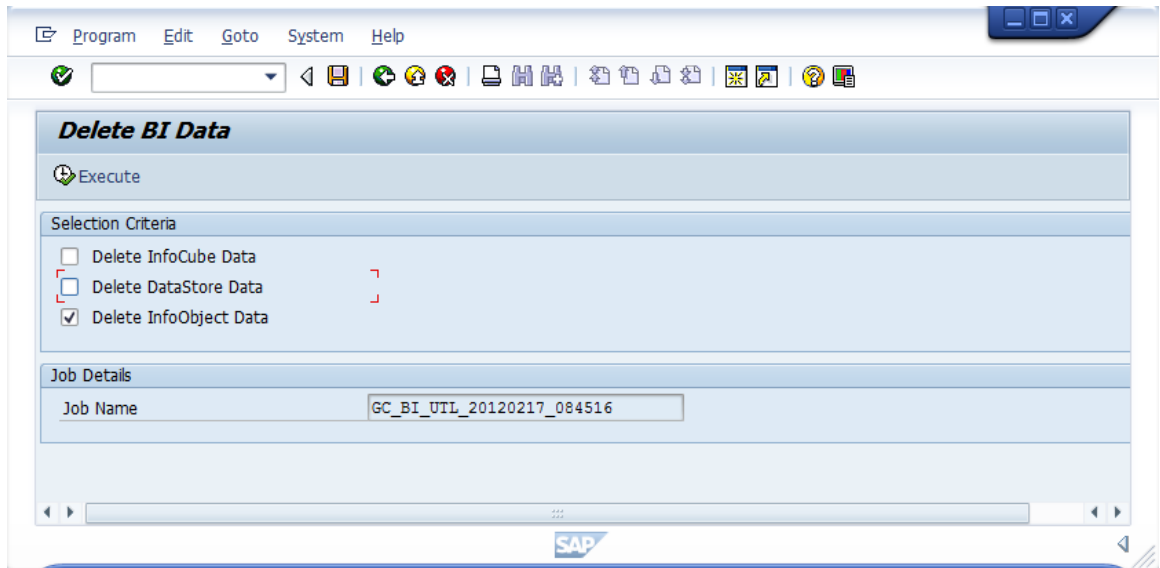 Program Edit Goto System Help
Delete BI Data
Execute
Selection Criteria
Delete InfoCube Data
Delete DataStore Data
Delete InfoObject Data
Job Details
Job Name GC_BI_UTL_20120217_084516
SAP